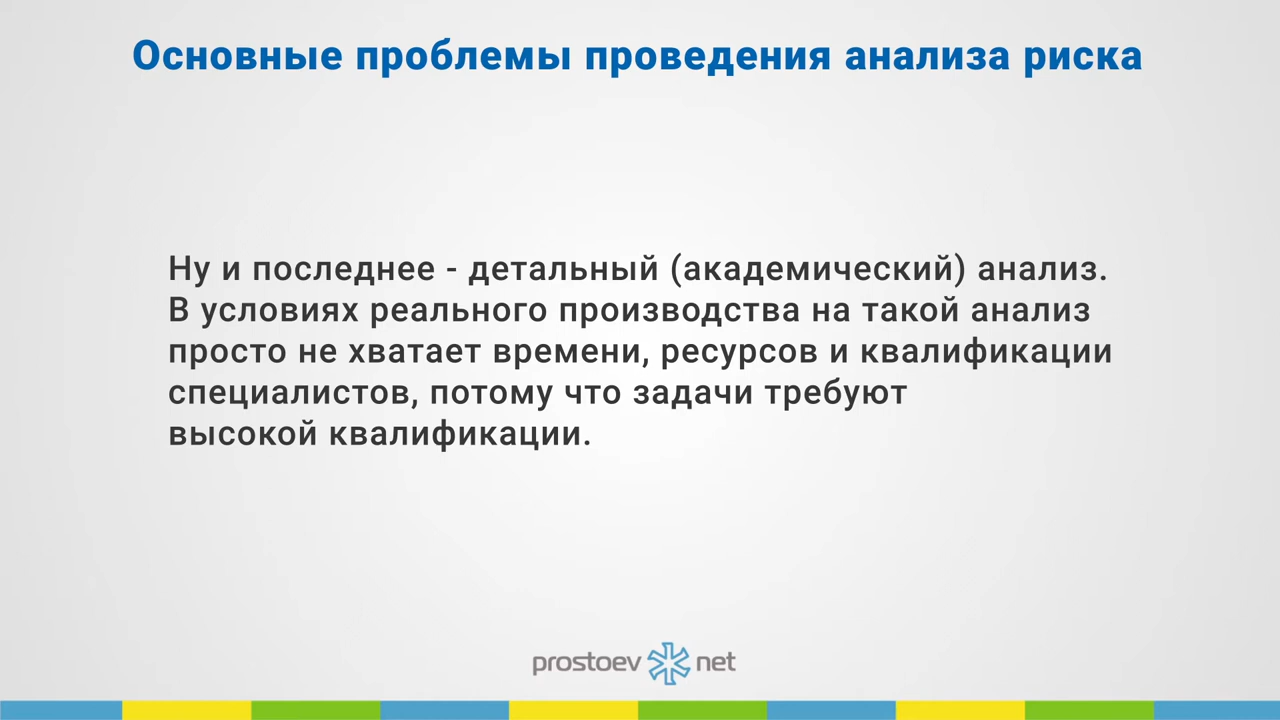 Основные проблемы проведения анализа риска
Ну и последнее - детальный (академический) анализ.
В условиях реального производства на такой анализ
просто не хватает времени, ресурсов и квалификации
специалистов, потому что задачи требуют
высокой квалификации.
prostoev net